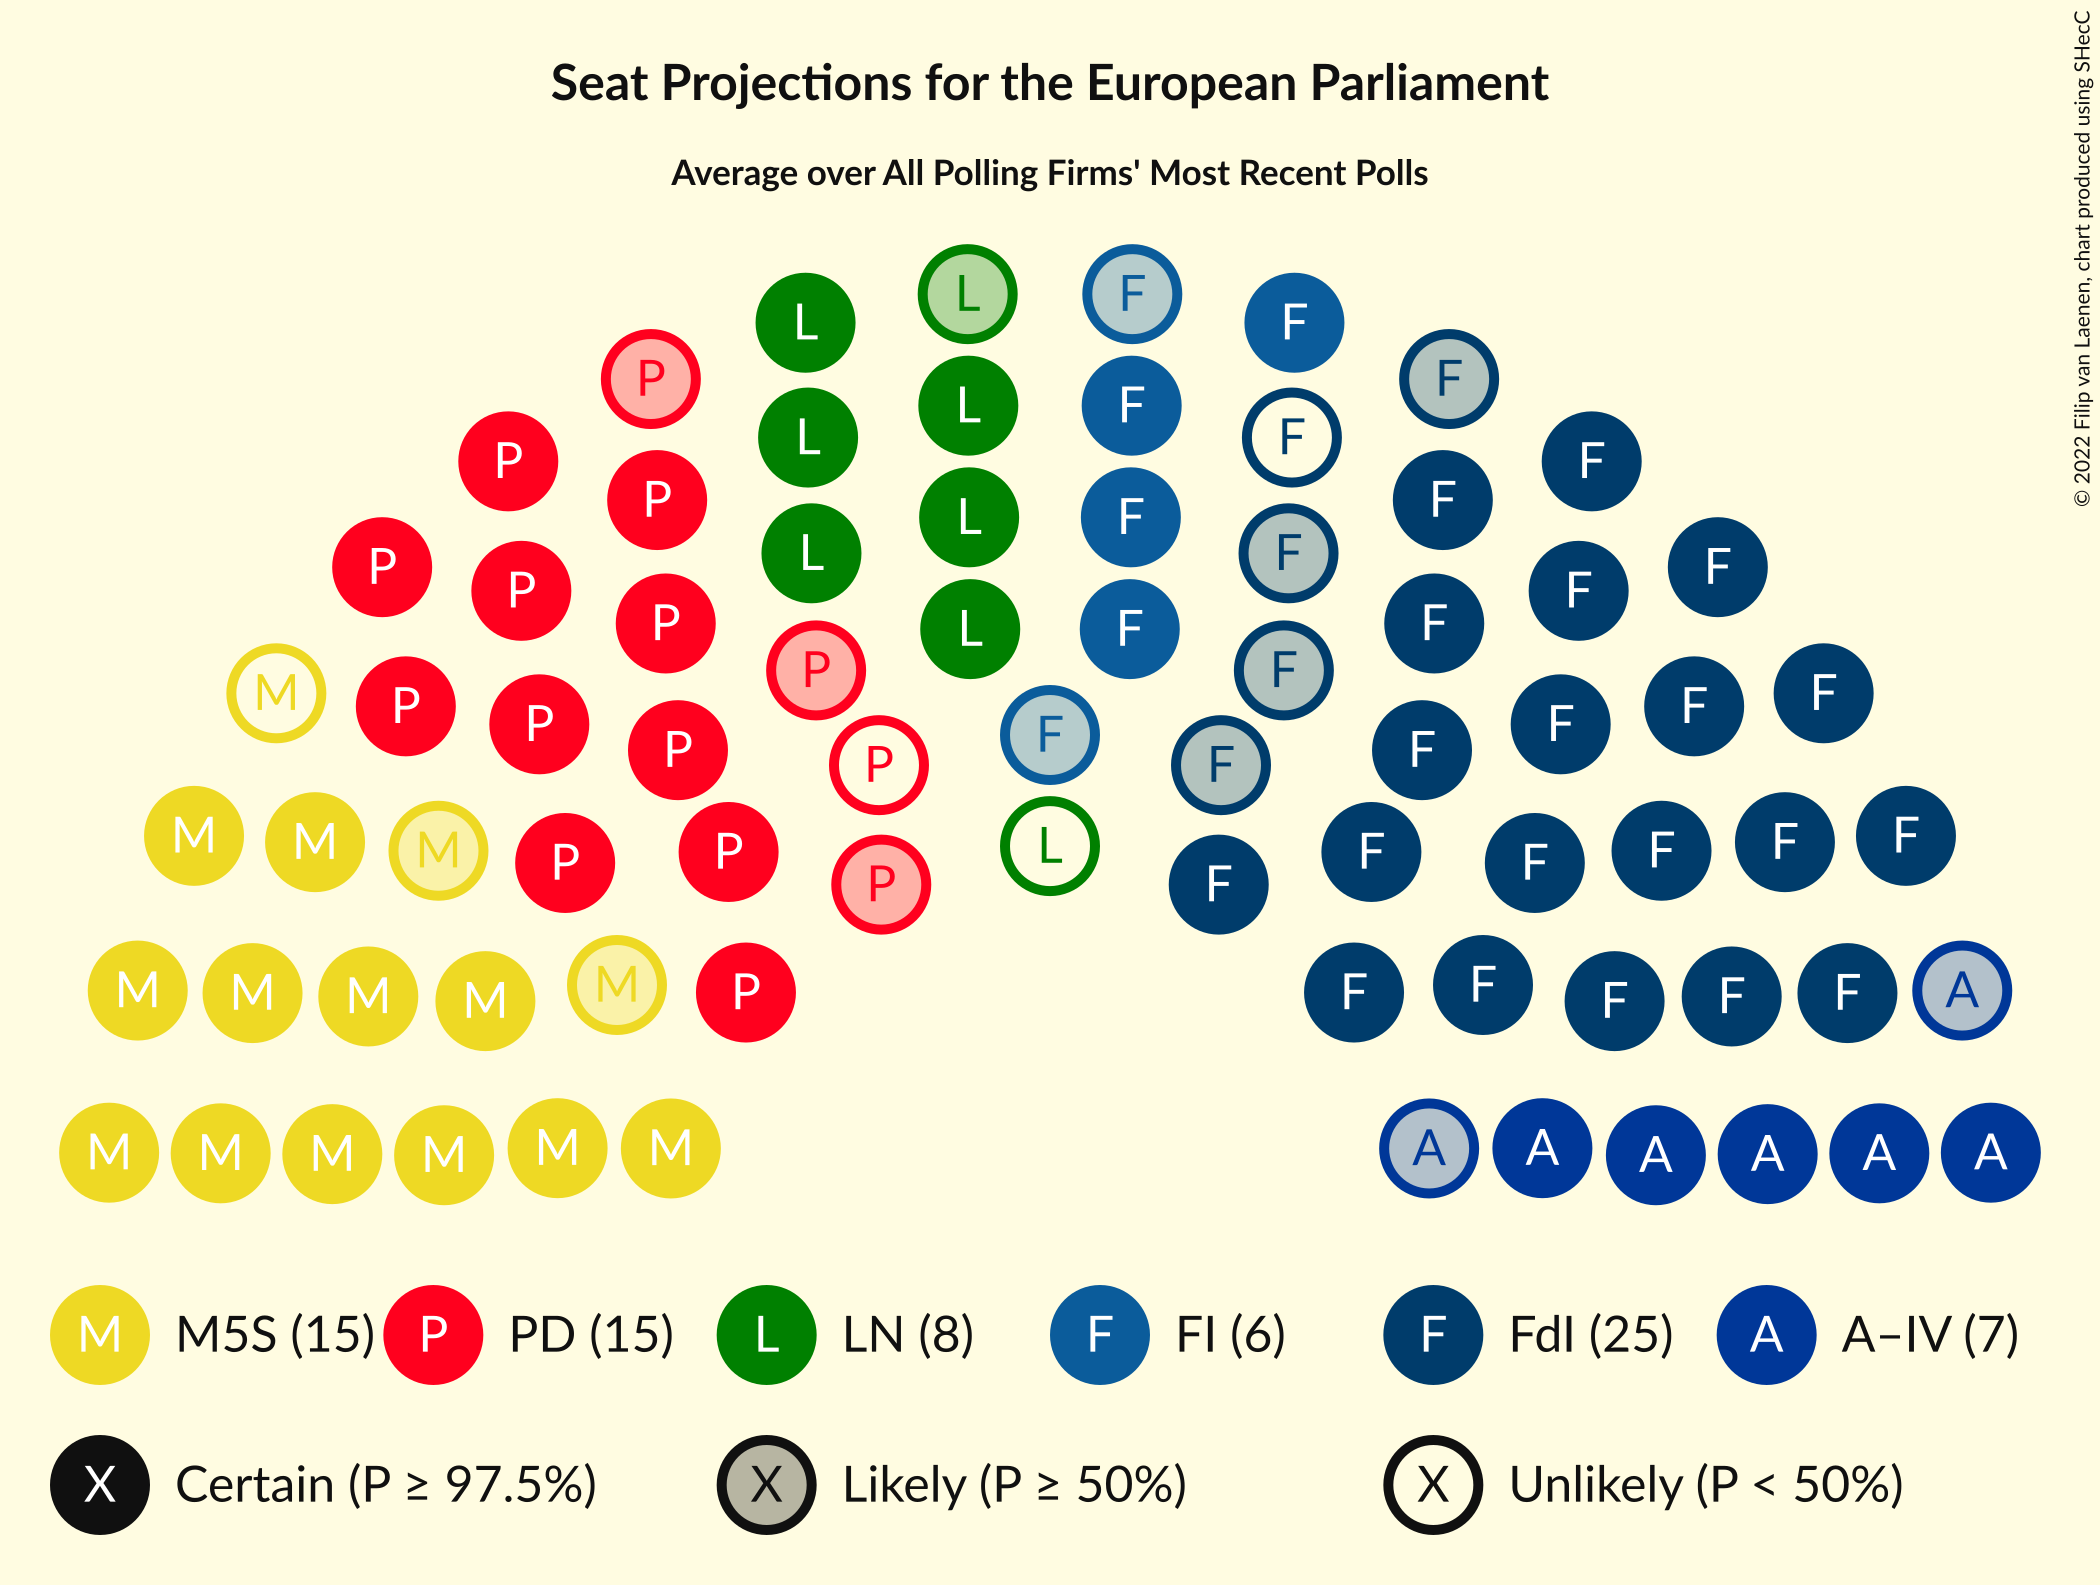 Seat Projections for the European Parliament
Average over All Polling Firms' Most Recent Polls
© 2022 Filip van Laenen, chart produced using SHecC
L F
L F
P F
L F
L F
P F
P F
L F
L F
P F
P F
P F
L F
P F
M P
P F
M F
P F
P F
F
P F
M M F F
M L F
P F
P F
P F
M A
M F
M F
M F
M F
P F
M A
M A
M A
M A
M A
M A
M M5S (15) P PD (15) L LN (8) F FI (6) F FdI (25) A A–IV (7)
X Certain (P ≥ 97.5%) X Likely (P ≥ 50%) X Unlikely (P < 50%)